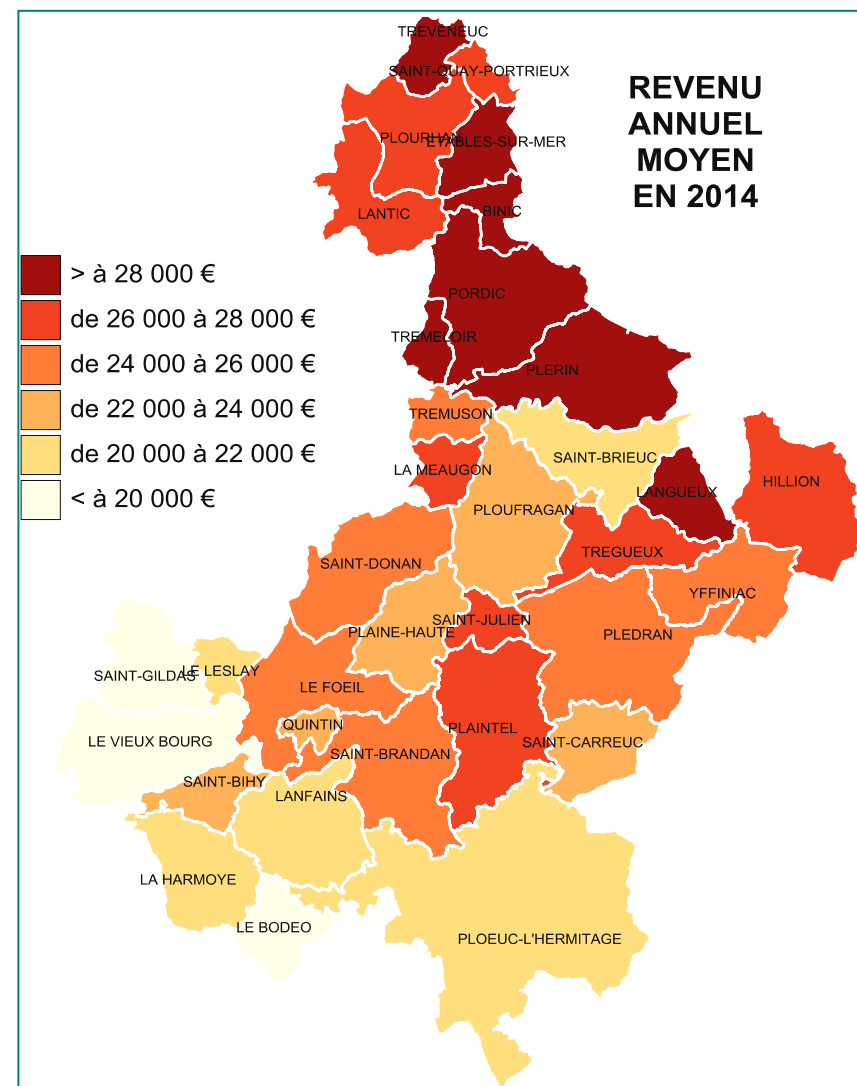 TREVENEUC
SAINT-QUAY-PORTRIEUX
REVENU
ANNUEL
MOYEN
EN 2014
PLOURHAN
ETABLES-SUR-MER
LANTIC
BINIC
> à 28 000 €
de 26 000 à 28 000 €
de 24 000 à 26 000 €
de 22 000 à 24 000 €
de 20 000 à 22 000 €
< à 20 000 €
PORDIC
TREMELOIR
PLERIN
TREMUSON
SAINT-BRIEUC
LA MEAUGON
LANGUEUX
HILLION
PLOUFRAGAN
TREGUEUX
SAINT-DONAN
YFFINIAC
SAINT-JULIEN
PLAINE-HAUTE
PLEDRAN
LE LESLAY
SAINT-GILDAS
LE FOEIL
QUINTIN
PLAINTEL
LE VIEUX BOURG
SAINT-CARREUC
SAINT-BRANDAN
SAINT-BIHY
LANFAINS
LA HARMOYE
LE BODEO
PLOEUC-L'HERMITAGE